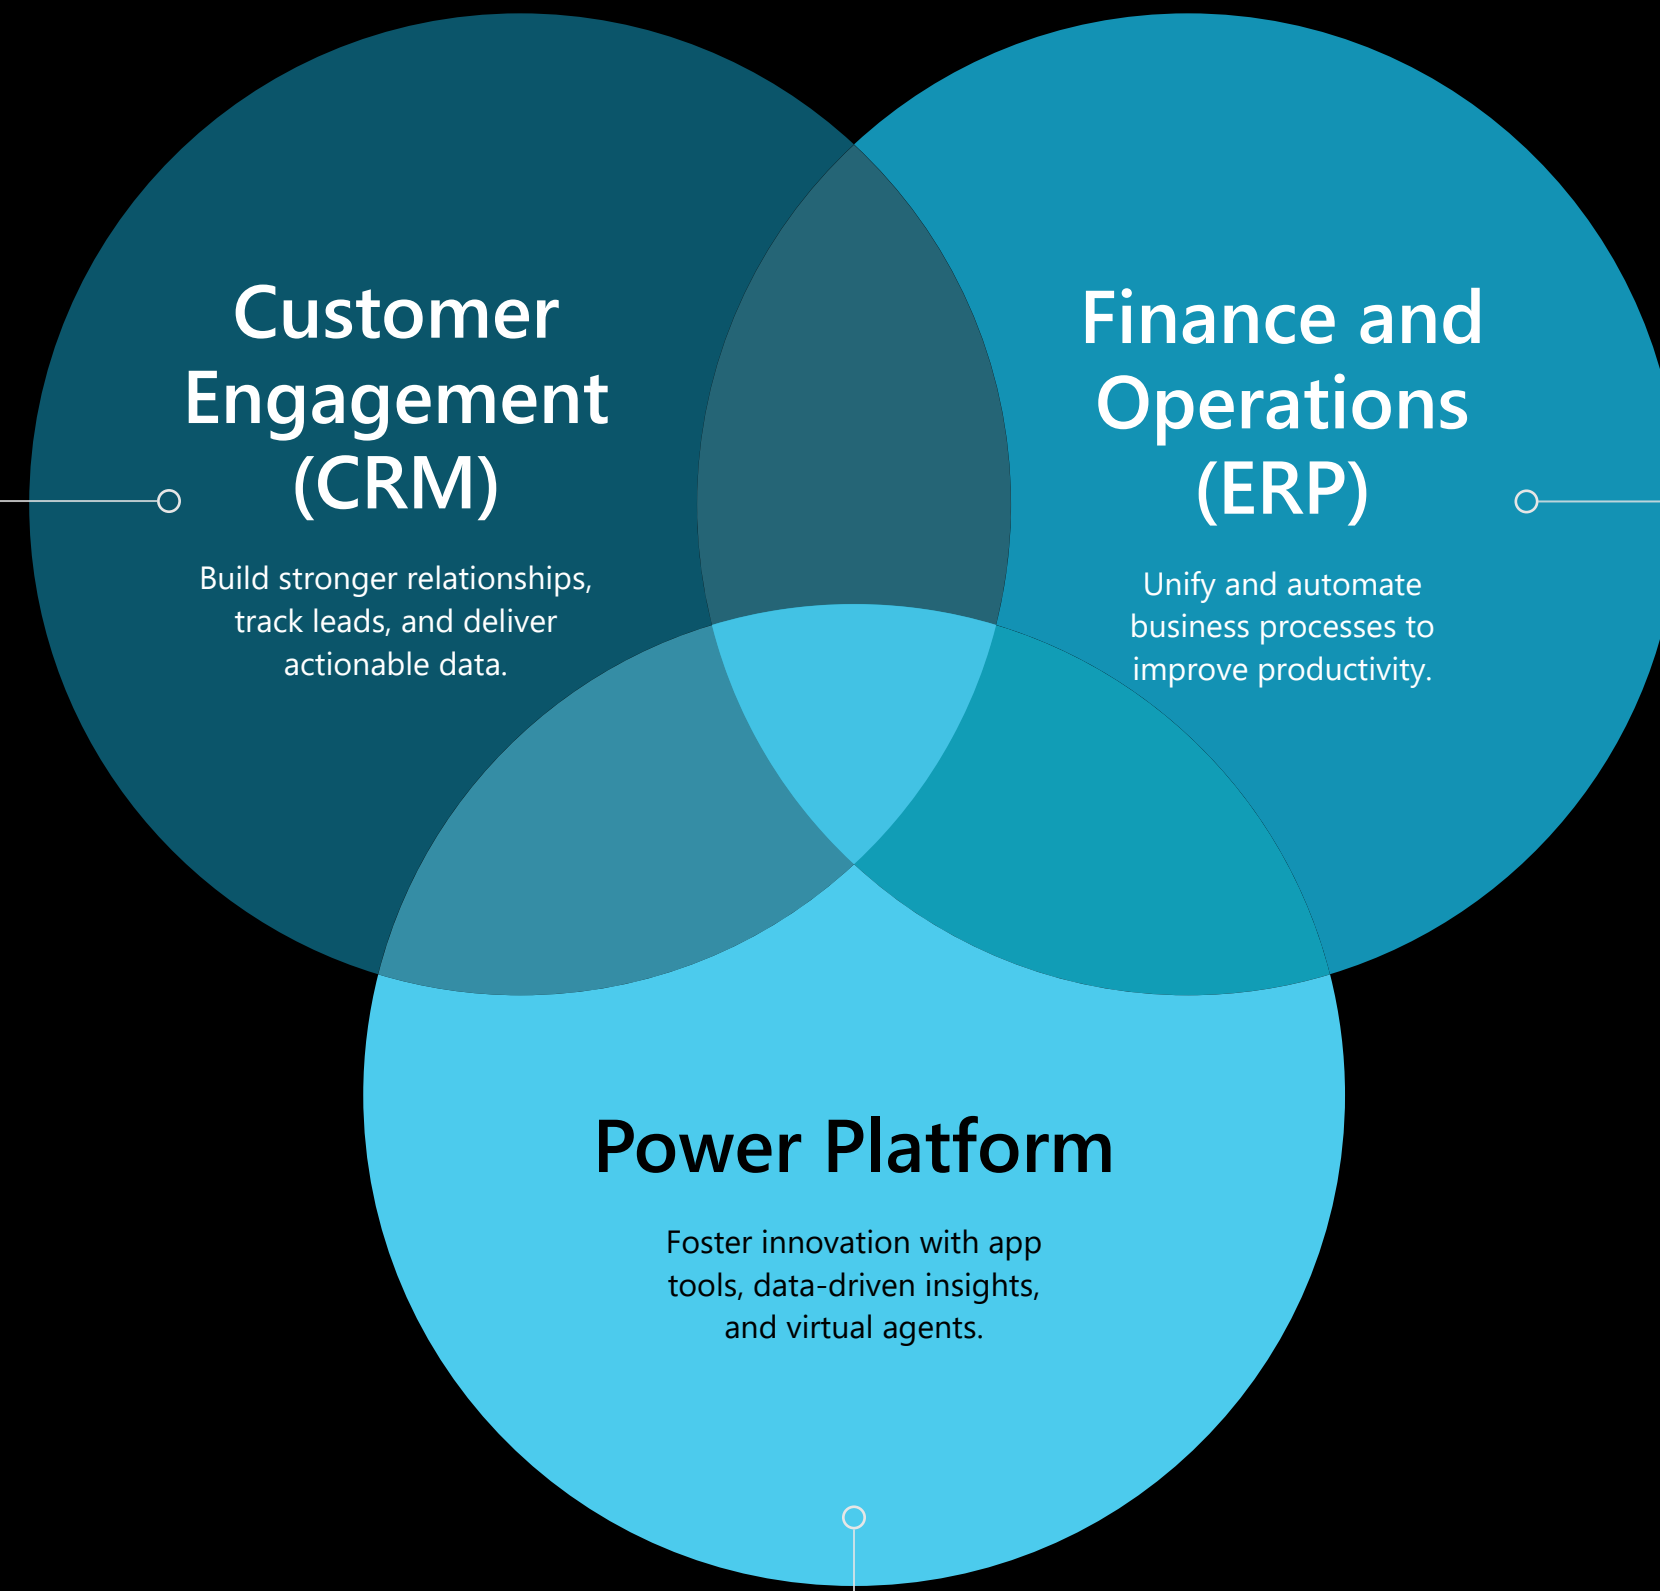 Customer
Engagement
(CRM)
Build stronger relationships,
track leads, and deliver
actionable data.
Finance and
Operations
(ERP)
Unify and automate
business processes to
improve productivity.
Power Platform
Foster innovation with app
tools, data-driven insights,
and virtual agents.